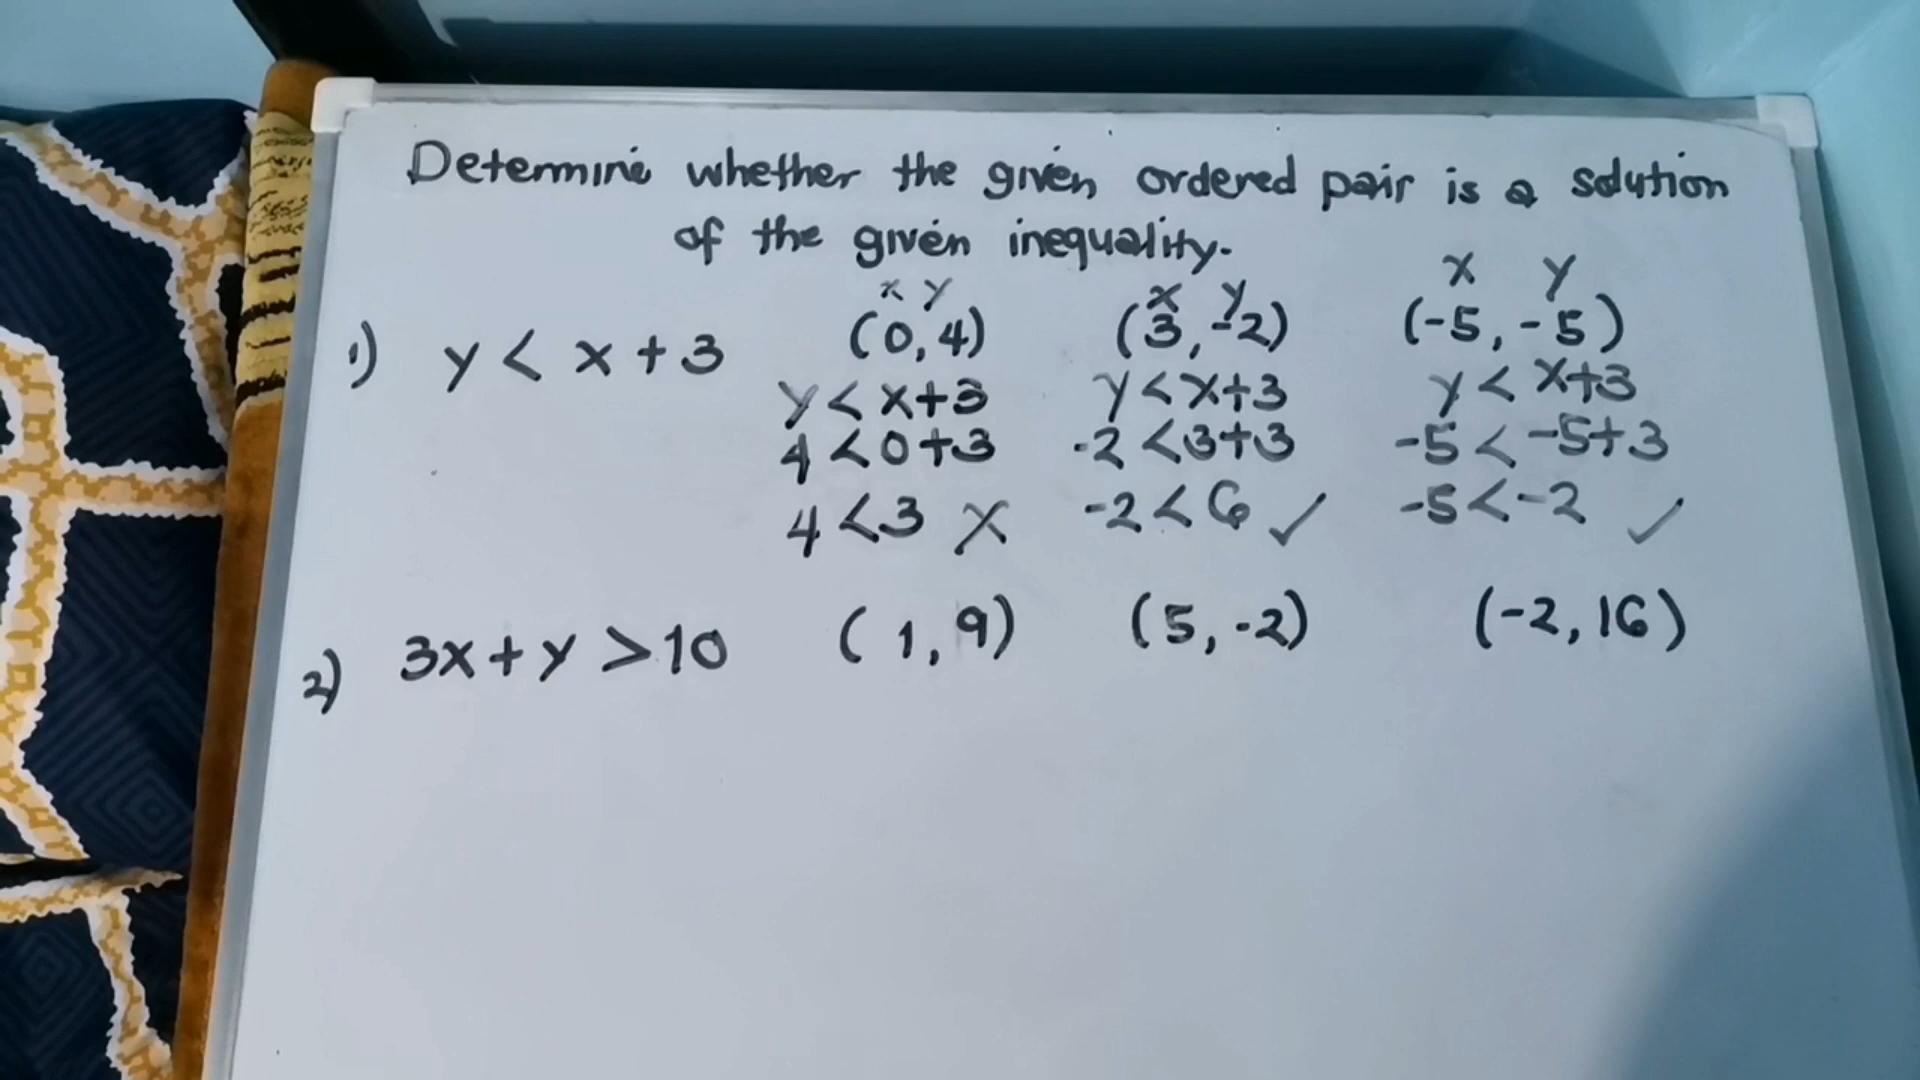 Determine whether the given ordered pair is a solution
of the given inequality.
x y x y x y
1) y < x + 3 (0, 4) (3, -2) (-5, -5)
y < x+3 y < x+3 y < x+3
4 < 0+3 -2 < 3+3 -5 < -5+3
4 < 3 X -2 < 6 ✓ -5 < -2 ✓
2) 3x + y > 10 (1, 9) (5, -2) (-2, 16)